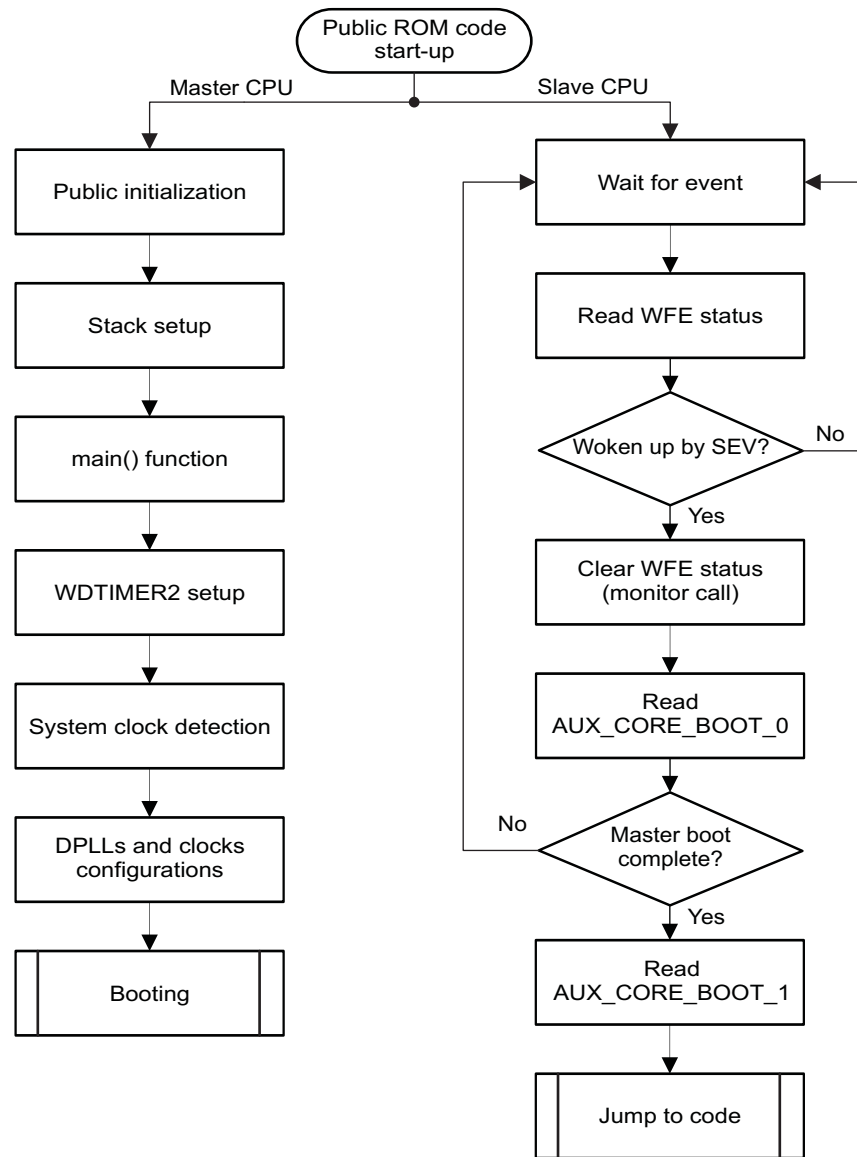 Public ROM code
start-up
Master CPU
Slave CPU
Public initialization
Stack setup
main() function
WDTIMER2 setup
System clock detection
DPLLs and clocks
configurations
Booting
Wait for event
Read WFE status
Woken up by SEV?
No
Yes
Clear WFE status
(monitor call)
Read
AUX_CORE_BOOT_0
No
Master boot
complete?
Yes
Read
AUX_CORE_BOOT_1
Jump to code